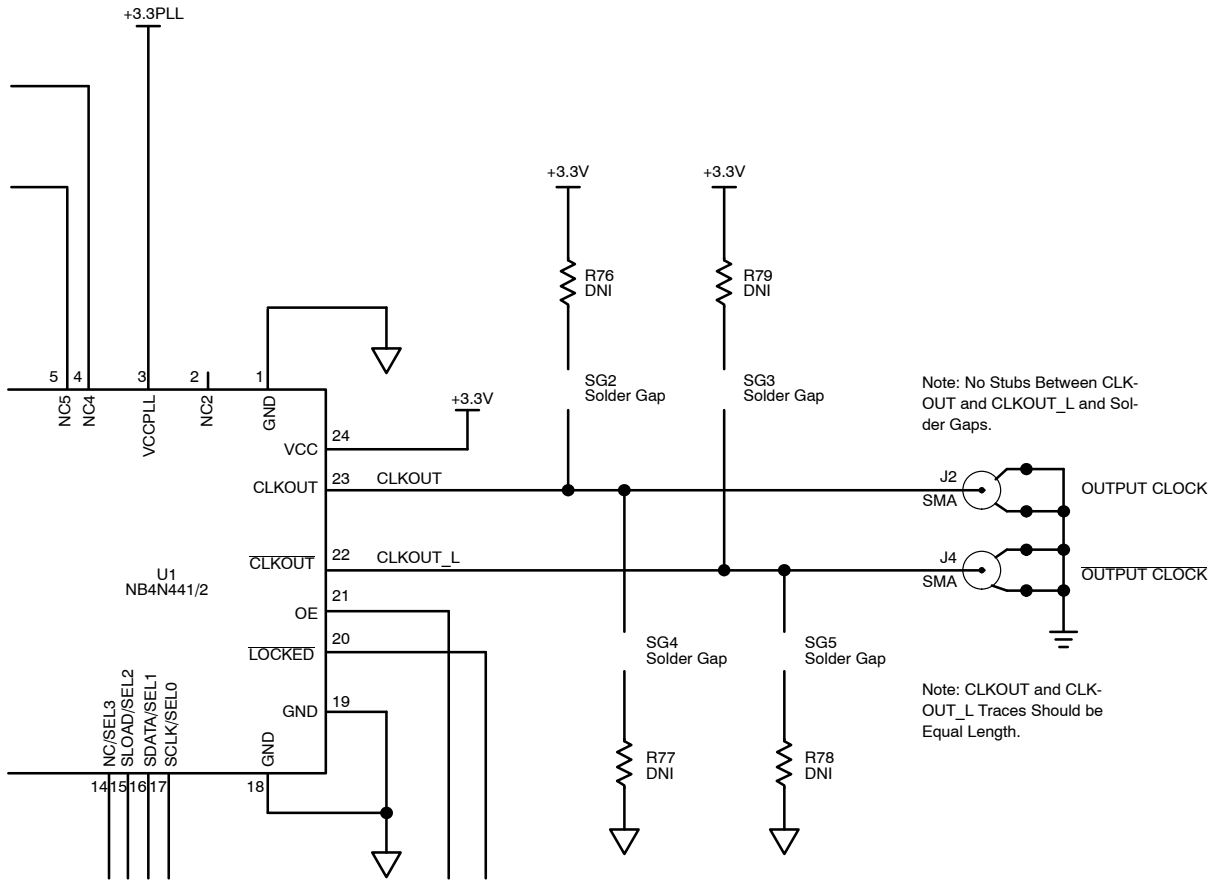 +3.3PLL
+3.3V
+3.3V
R76
DNI
R79
DNI
SG2
Solder Gap
SG3
Solder Gap
Note: No Stubs Between CLK-
OUT and CLKOUT_L and Sol-
der Gaps.
5
4
3
2
1
NC5
NC4
VCCPLL
NC2
GND
+3.3V
VCC
24
CLKOUT
23
CLKOUT
J2
SMA
OUTPUT CLOCK
CLKOUT
22
CLKOUT_L
J4
SMA
OUTPUT CLOCK
U1
NB4N441/2
OE
21
LOCKED
20
SG4
Solder Gap
SG5
Solder Gap
GND
19
Note: CLKOUT and CLK-
OUT_L Traces Should be
Equal Length.
NC/SEL3
SLOAD/SEL2
SDATA/SEL1
SCLK/SEL0
GND
14
15
16
17
18
R77
DNI
R78
DNI